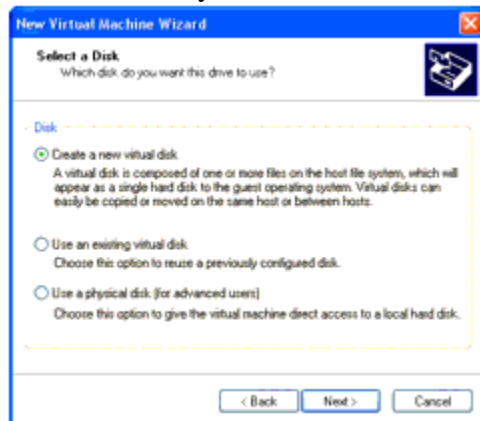 New Virtual Machine Wizard
Select a Disk
Which disk do you want this drive to use?
Disk
Create a new virtual disk
A virtual disk is composed of one or more files on the host file system, which will
appear as a single hard disk to the guest operating system. Virtual disks can
easily be copied or moved on the same host or between hosts.
Use an existing virtual disk
Choose this option to reuse a previously configured disk.
Use a physical disk (for advanced users)
Choose this option to give the virtual machine direct access to a local hard disk.
< Back Next > Cancel